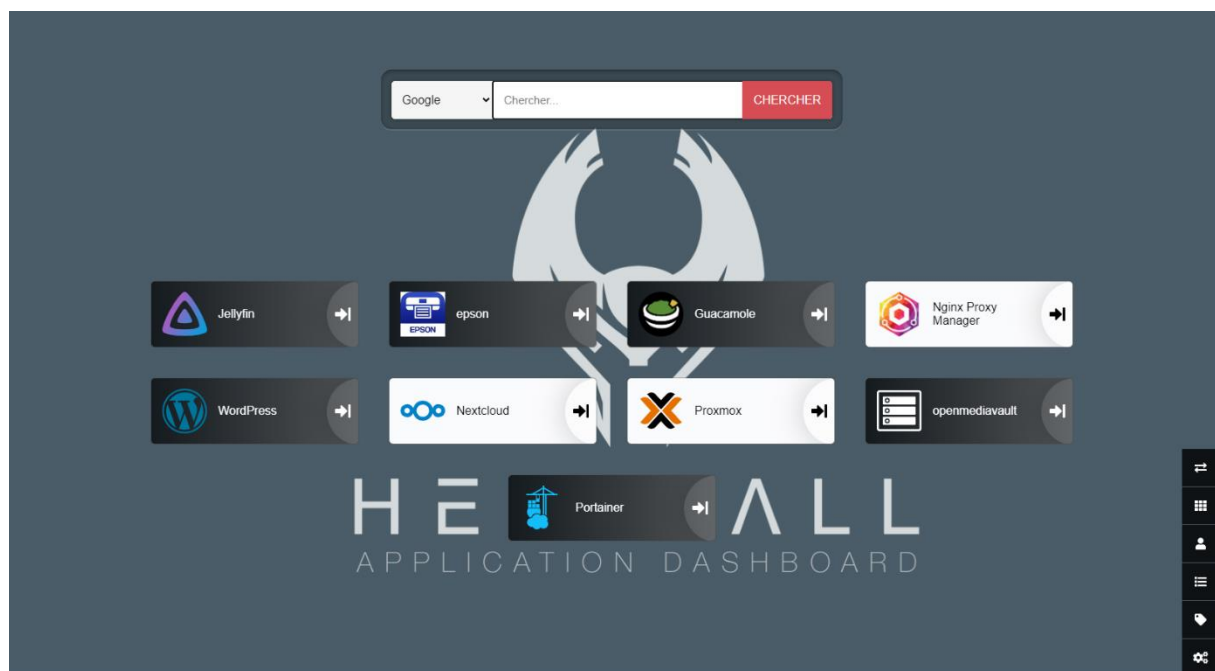 Google
Chercher...
CHERCHER
Jellyfin
EPSON
epson
Guacamole
Nginx Proxy
Manager
WordPress
Nextcloud
Proxmox
openmediavault
HE
Portainer
ALL
APPLICATION DASHBOARD